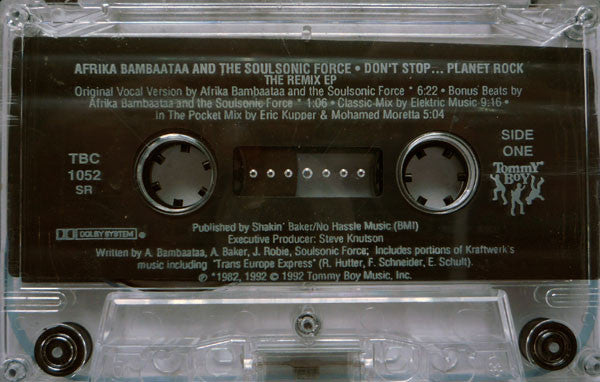 AFRIKA BAMBAATAA AND THE SOULSONIC FORCE • DON'T STOP... PLANET ROCK
THE REMIX EP
Original Vocal Version by Afrika Bambaataa and the Soulsonic Force * 6:22 • Bonus Beats by
Afrika Bambaataa and the Soulsonic Force * 1:06 • Classic Mix by Elektric Music 9:16 •
In The Pocket Mix by Eric Kupper & Mohamed Moretta 5:04
TBC
1052
SR
SIDE
ONE
Tommy
BOY
DOLBY SYSTEM
Published by Shakin' Baker/No Hassle Music (BMI)
Executive Producer: Steve Knutson
Written by A. Bambaataa, A. Baker, J. Robie, Soulsonic Force; Includes portions of Kraftwerk's
music including "Trans Europe Express" (R. Hutter, F. Schneider, E. Schult).
℗ *1982, 1992 © 1992 Tommy Boy Music, Inc.